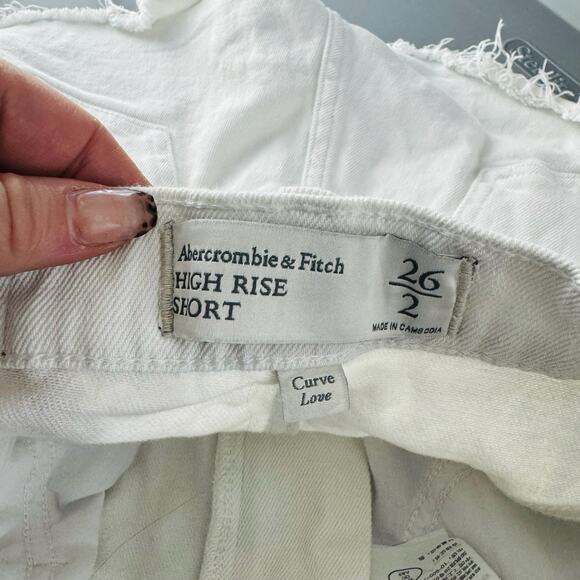 Abercrombie & Fitch
HIGH RISE
SHORT
26
2
MADE IN CAMBODIA
Curve
Love